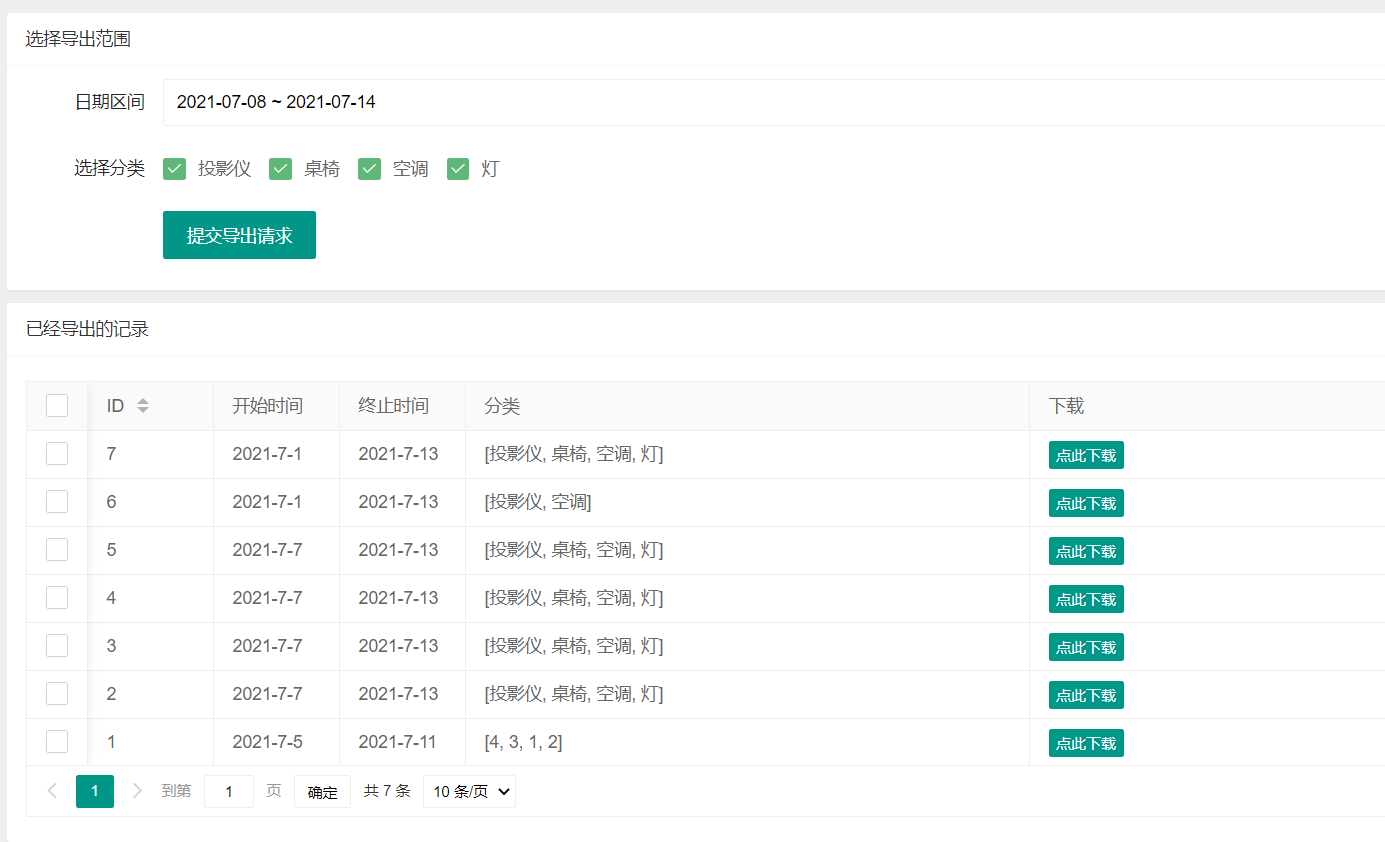 选择导出范围
日期区间 2021-07-08 ~ 2021-07-14
选择分类 投影仪 桌椅 空调 灯
提交导出请求
已经导出的记录
ID 开始时间 终止时间 分类 下载
7 2021-7-1 2021-7-13 [投影仪, 桌椅, 空调, 灯] 点此下载
6 2021-7-1 2021-7-13 [投影仪, 空调] 点此下载
5 2021-7-7 2021-7-13 [投影仪, 桌椅, 空调, 灯] 点此下载
4 2021-7-7 2021-7-13 [投影仪, 桌椅, 空调, 灯] 点此下载
3 2021-7-7 2021-7-13 [投影仪, 桌椅, 空调, 灯] 点此下载
2 2021-7-7 2021-7-13 [投影仪, 桌椅, 空调, 灯] 点此下载
1 2021-7-5 2021-7-11 [4, 3, 1, 2] 点此下载
1 到第 1 页 确定 共 7 条 10 条/页